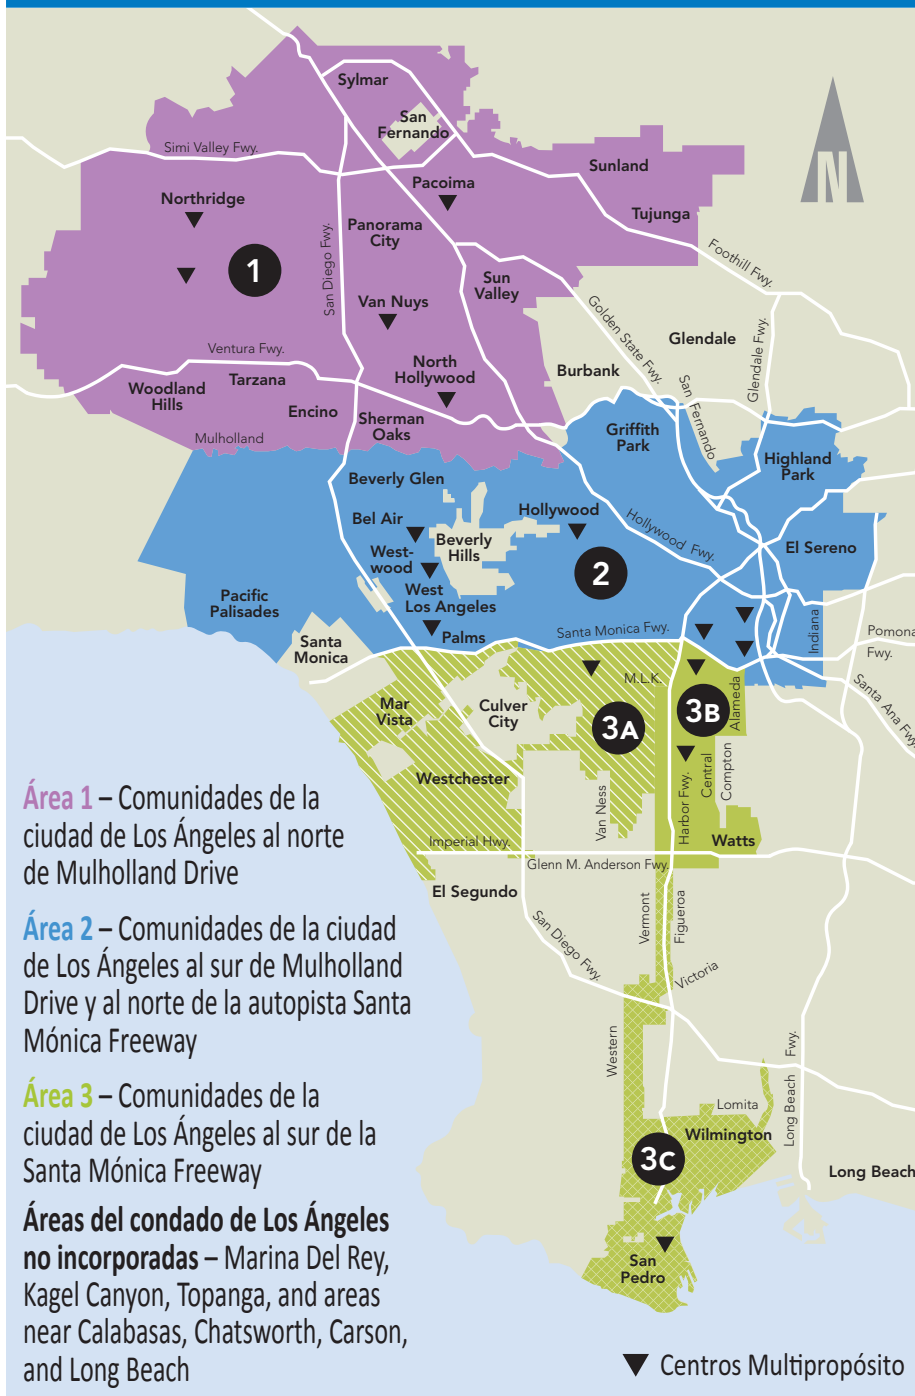 Sylmar
San
Fernando
Simi Valley Fwy.
Sunland
Northridge
Pacoima
Tujunga
N
Panorama
City
San Diego Fwy.
Foothill Fwy.
1
Sun
Valley
Van Nuys
Golden State Fwy.
Glendale
Glendale Fwy.
Ventura Fwy.
North
Hollywood
Burbank
San Fernando
Woodland
Hills
Tarzana
Encino
Sherman
Oaks
Mulholland
Griffith
Park
Highland
Park
Beverly Glen
Hollywood
Bel Air
Hollywood Fwy.
Beverly
Hills
El Sereno
West-
wood
2
West
Los Angeles
Pacific
Palisades
Palms
Santa Monica Fwy.
Indiana
Pomona
Fwy.
Santa
Monica
M.L.K.
Santa Ana Fwy.
Mar
Vista
Culver
City
3A
3B
Alameda
Westchester
Central
Compton
Van Ness
Harbor Fwy.
Imperial Hwy.
Watts
Glenn M. Anderson Fwy.
El Segundo
Vermont
Figueroa
San Diego Fwy.
Victoria
Western
Long Beach Fwy.
Lomita
Wilmington
3C
Long Beach
San
Pedro
Área 1 – Comunidades de la
ciudad de Los Ángeles al norte
de Mulholland Drive
Área 2 – Comunidades de la ciudad
de Los Ángeles al sur de Mulholland
Drive y al norte de la autopista Santa
Mónica Freeway
Área 3 – Comunidades de la
ciudad de Los Ángeles al sur de la
Santa Mónica Freeway
Áreas del condado de Los Ángeles
no incorporadas – Marina Del Rey,
Kagel Canyon, Topanga, and areas
near Calabasas, Chatsworth, Carson,
and Long Beach
Centros Multipropósito